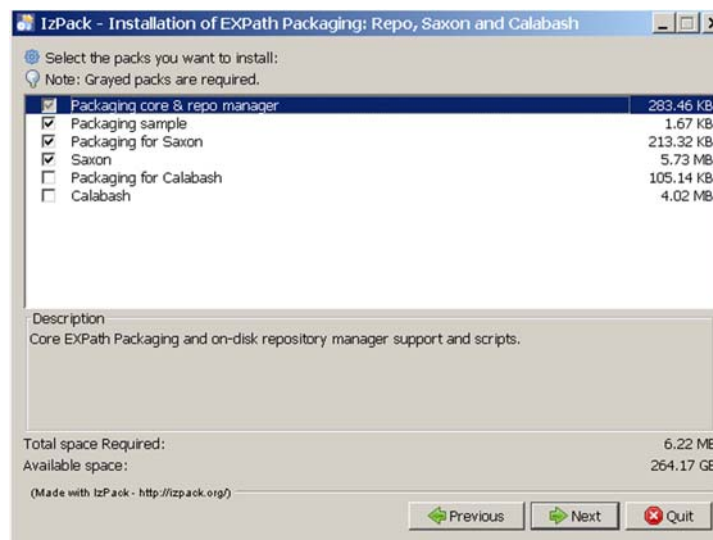 IzPack - Installation of EXPath Packaging: Repo, Saxon and Calabash
Select the packs you want to install:
Note: Grayed packs are required.
Packaging core & repo manager 283.46 KB
Packaging sample 1.67 KB
Packaging for Saxon 213.32 KB
Saxon 5.73 MB
Packaging for Calabash 105.14 KB
Calabash 4.02 MB
Description
Core EXPath Packaging and on-disk repository manager support and scripts.
Total space Required: 6.22 MB
Available space: 264.17 GB
(Made with IzPack - http://izpack.org/)
Previous Next Quit